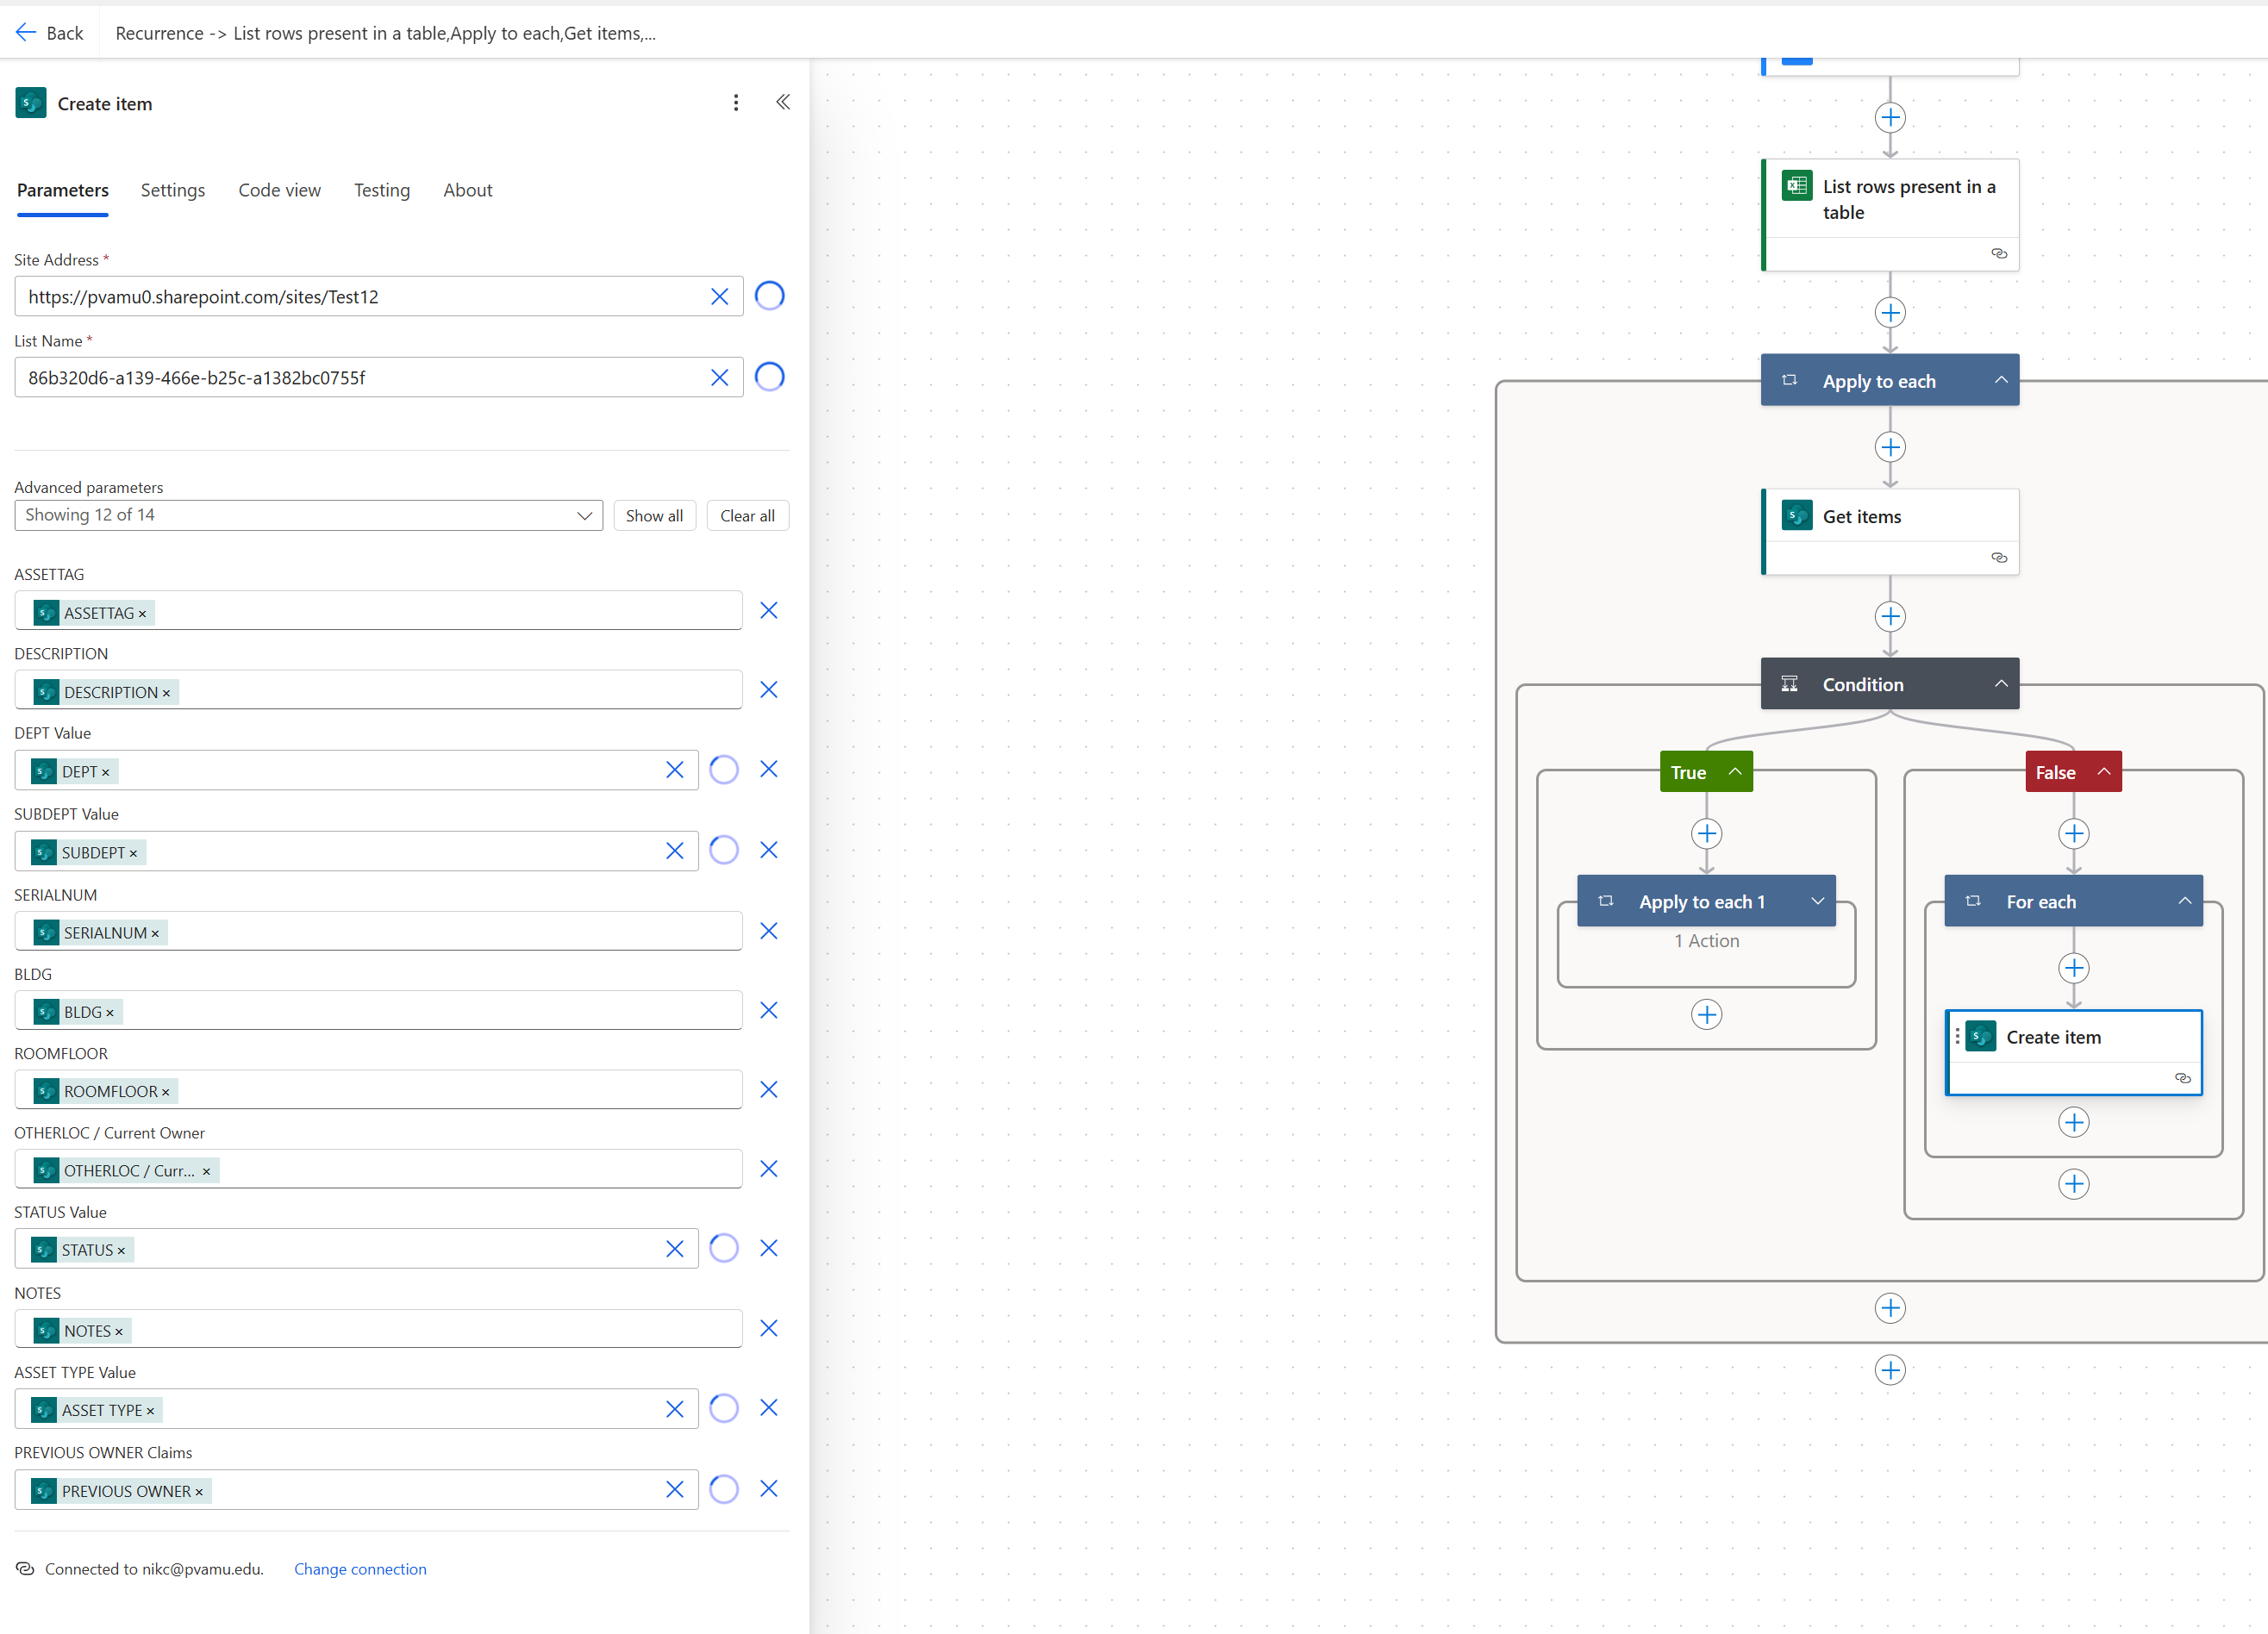 Back
Recurrence -> List rows present in a table,Apply to each,Get items,...
Create item
Parameters
Settings
Code view
Testing
About
Site Address *
https://pvamu0.sharepoint.com/sites/Test12
List Name *
86b320d6-a139-466e-b25c-a1382bc0755f
Advanced parameters
Showing 12 of 14
Show all
Clear all
ASSETTAG
ASSETTAG ×
DESCRIPTION
DESCRIPTION ×
DEPT Value
DEPT ×
SUBDEPT Value
SUBDEPT ×
SERIALNUM
SERIALNUM ×
BLDG
BLDG ×
ROOMFLOOR
ROOMFLOOR ×
OTHERLOC / Current Owner
OTHERLOC / Curr... ×
STATUS Value
STATUS ×
NOTES
NOTES ×
ASSET TYPE Value
ASSET TYPE ×
PREVIOUS OWNER Claims
PREVIOUS OWNER ×
Connected to nikc@pvamu.edu.
Change connection
List rows present in a
table
Apply to each
Get items
Condition
True
False
Apply to each 1
1 Action
For each
Create item